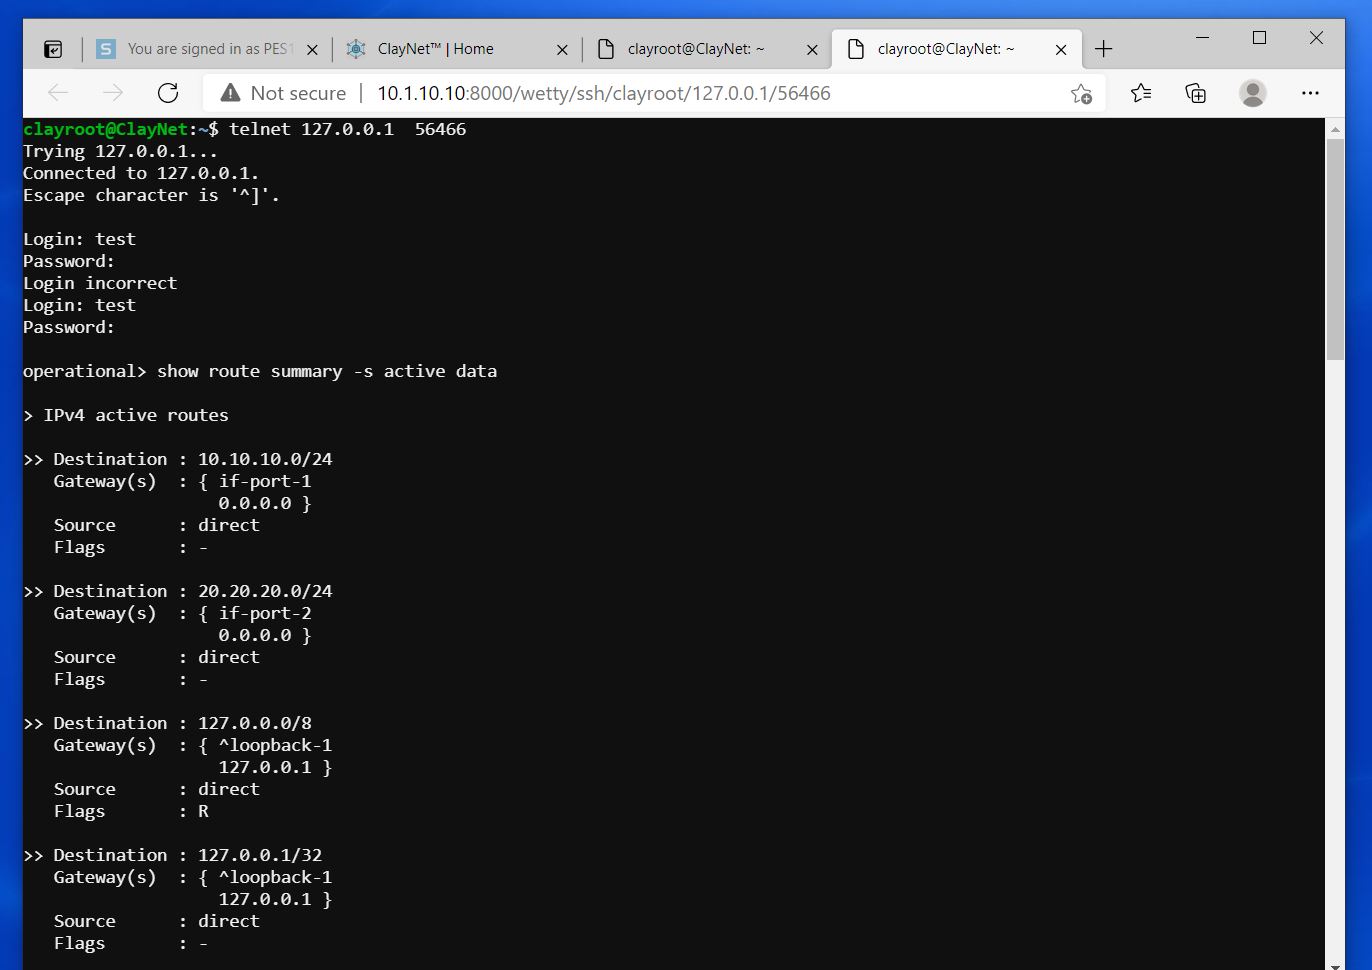 You are signed in as PES1
ClayNet™ | Home
clayroot@ClayNet: ~
clayroot@ClayNet: ~
Not secure | 10.1.10.10:8000/wetty/ssh/clayroot/127.0.0.1/56466
clayroot@ClayNet:~$ telnet 127.0.0.1  56466
Trying 127.0.0.1...
Connected to 127.0.0.1.
Escape character is '^]'.
Login: test
Password:
Login incorrect
Login: test
Password:
operational> show route summary -s active data
> IPv4 active routes
>> Destination : 10.10.10.0/24
Gateway(s)  : { if-port-1
0.0.0.0 }
Source      : direct
Flags       : -
>> Destination : 20.20.20.0/24
Gateway(s)  : { if-port-2
0.0.0.0 }
Source      : direct
Flags       : -
>> Destination : 127.0.0.0/8
Gateway(s)  : { ^loopback-1
127.0.0.1 }
Source      : direct
Flags       : R
>> Destination : 127.0.0.1/32
Gateway(s)  : { ^loopback-1
127.0.0.1 }
Source      : direct
Flags       : -